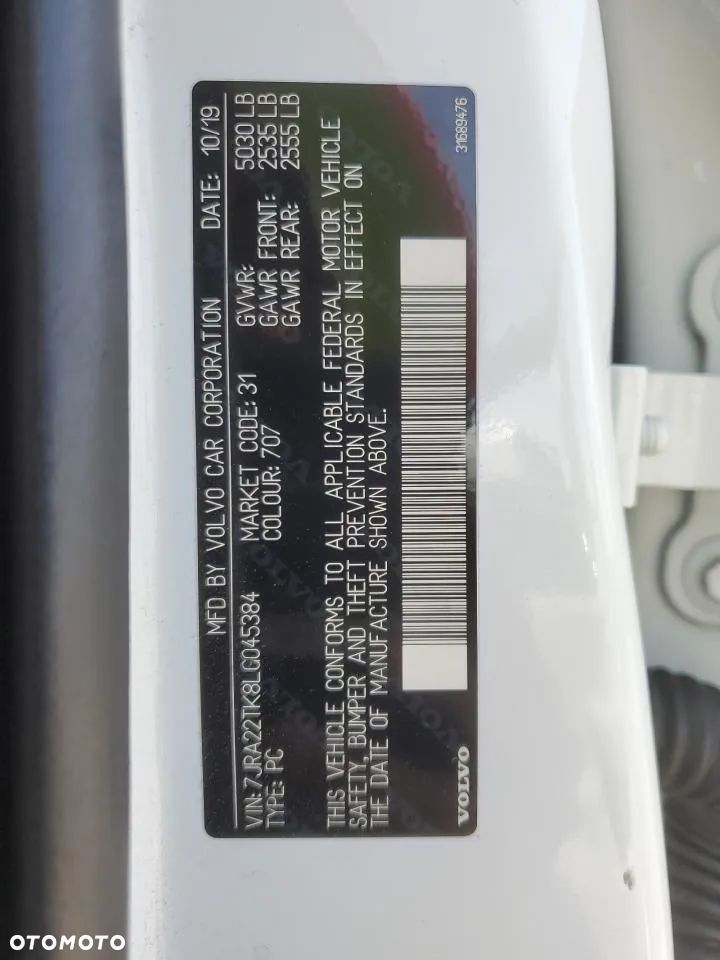 MFD BY VOLVO CAR CORPORATION DATE: 10/19
VIN: 7JRA22TK8LG045384 MARKET CODE: 31 GVWR: 5030 LB
TYPE: PC COLOUR: 707 GAWR FRONT: 2535 LB
GAWR REAR: 2555 LB
THIS VEHICLE CONFORMS TO ALL APPLICABLE FEDERAL MOTOR VEHICLE
SAFETY, BUMPER AND THEFT PREVENTION STANDARDS IN EFFECT ON
THE DATE OF MANUFACTURE SHOWN ABOVE.
VOLVO 31689476
OTOMOTO